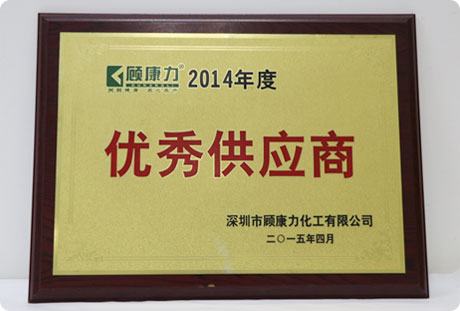 顾康力® 2014年度
优秀供应商
深圳市顾康力化工有限公司
二〇一五年四月